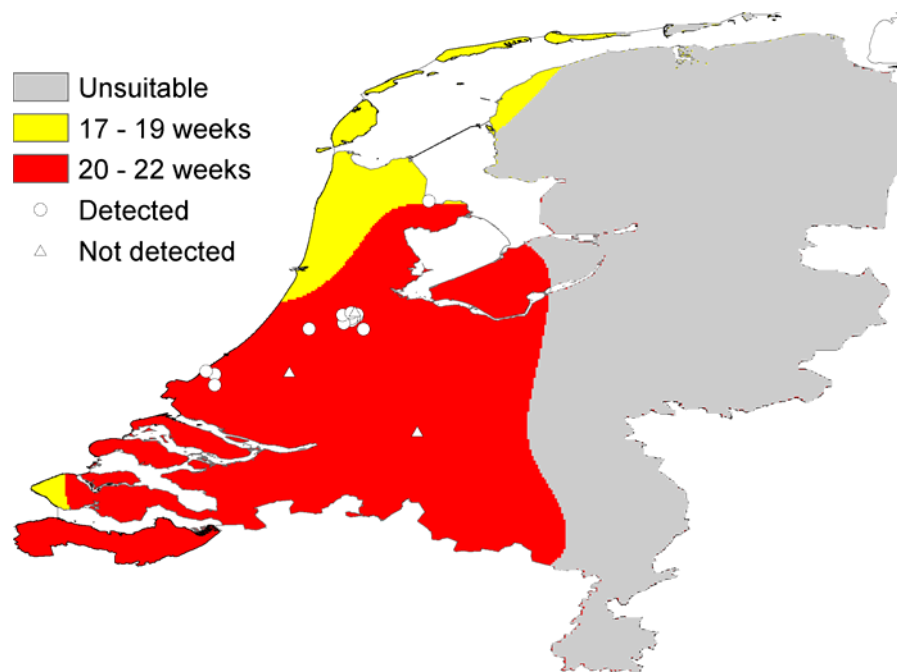 Unsuitable
17 - 19 weeks
20 - 22 weeks
Detected
Not detected